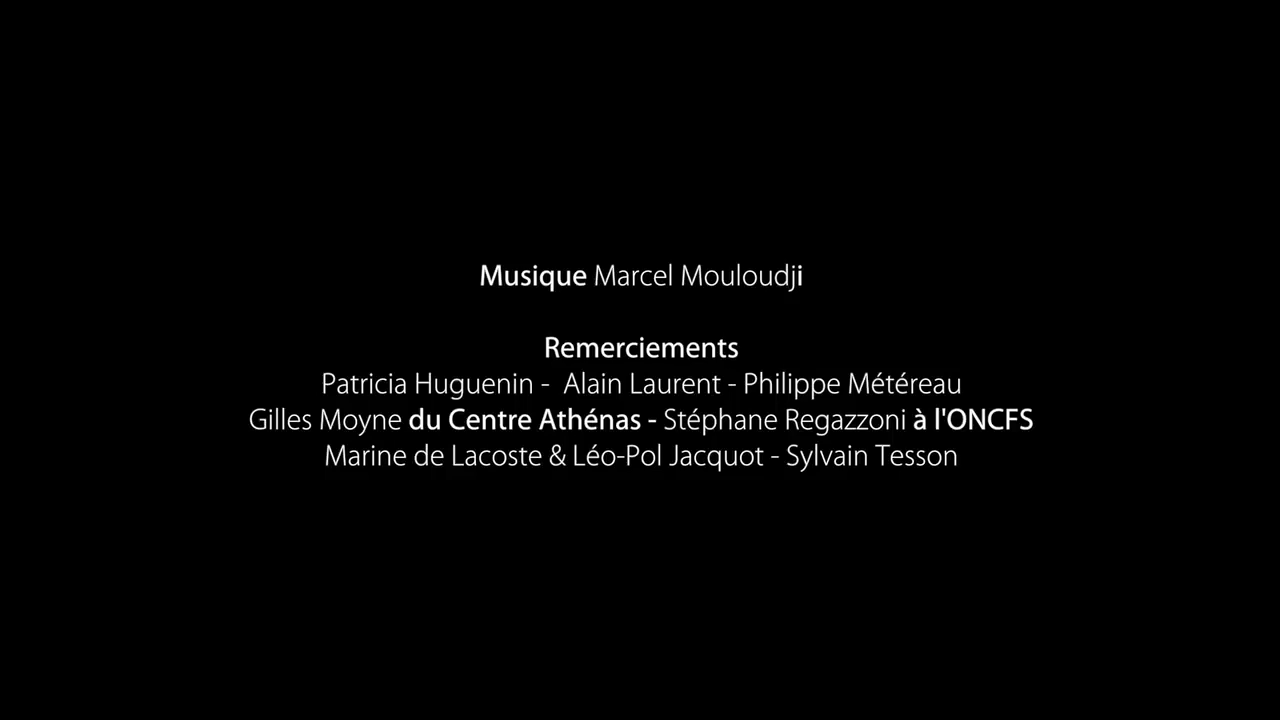 Musique Marcel Mouloudji
Remerciements
Patricia Huguenin - Alain Laurent - Philippe Météreau
Gilles Moyne du Centre Athénas - Stéphane Regazzoni à l'ONCFS
Marine de Lacoste & Léo-Pol Jacquot - Sylvain Tesson